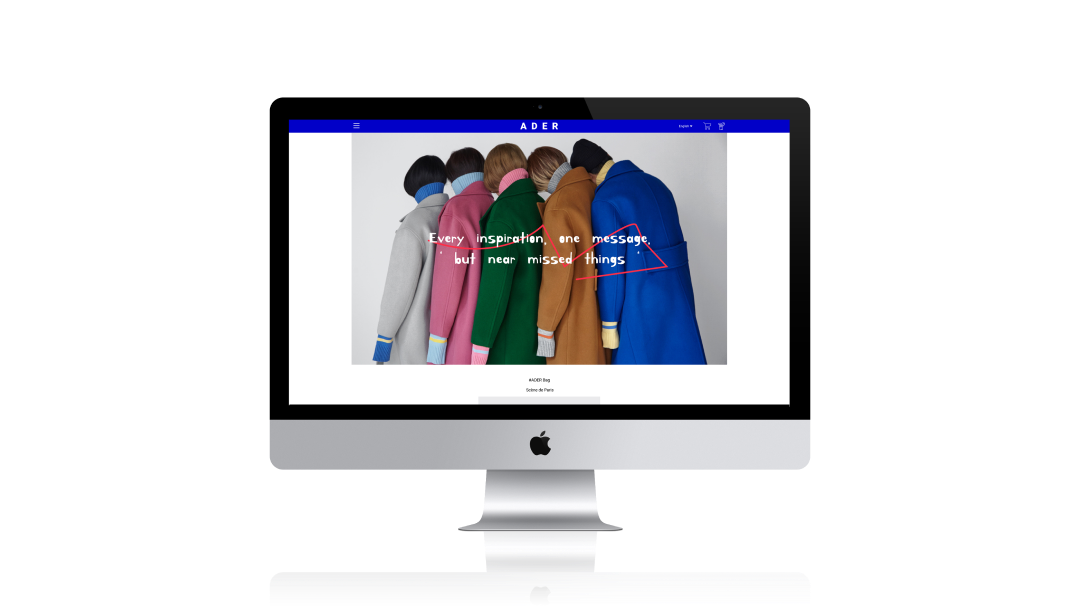 ADER
English
Every inspiration, one message,
' but near missed things '
#ADER Bag
Scène de Paris